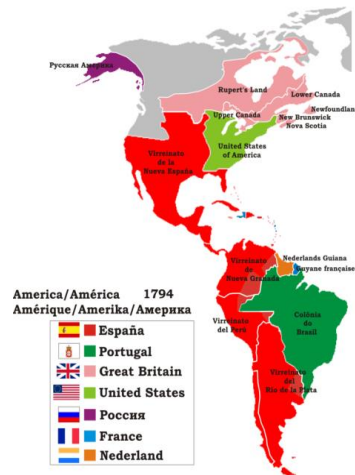 Русская Америка
Rupert's Land
Lower Canada
Newfoundlan
Upper Canada
New Brunswick
Nova Scotia
United States
of America
Virreinato
de la
Nueva España
Nederlands Guiana
Guyane française
Virreinato
de
Nueva Granada
Colônia
do
Brasil
Virreinato
del Perú
Virreinato
del
Río de la Plata
America/América 1794
Amérique/Amerika/Америка
España
Portugal
Great Britain
United States
Россия
France
Nederland